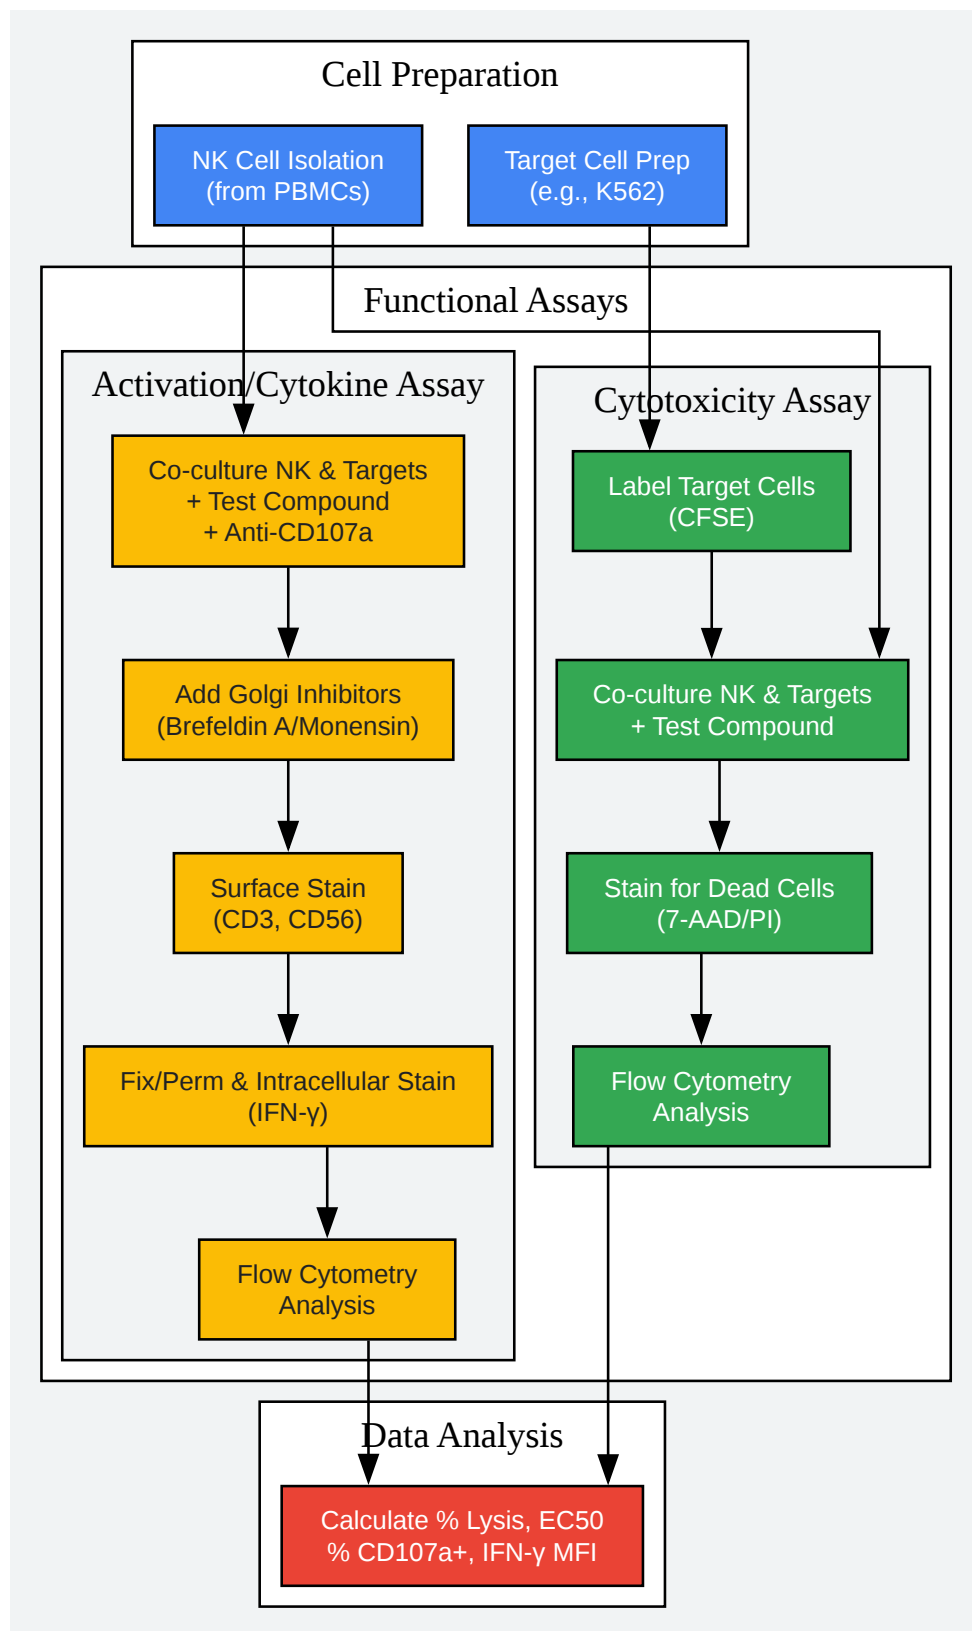 Cell Preparation
NK Cell Isolation
(from PBMCs)
Target Cell Prep
(e.g., K562)
Functional Assays
Activation/Cytokine Assay
Co-culture NK & Targets
+ Test Compound
+ Anti-CD107a
Add Golgi Inhibitors
(Brefeldin A/Monensin)
Surface Stain
(CD3, CD56)
Fix/Perm & Intracellular Stain
(IFN-γ)
Flow Cytometry
Analysis
Cytotoxicity Assay
Label Target Cells
(CFSE)
Co-culture NK & Targets
+ Test Compound
Stain for Dead Cells
(7-AAD/PI)
Flow Cytometry
Analysis
Data Analysis
Calculate % Lysis, EC50
% CD107a+, IFN-γ MFI